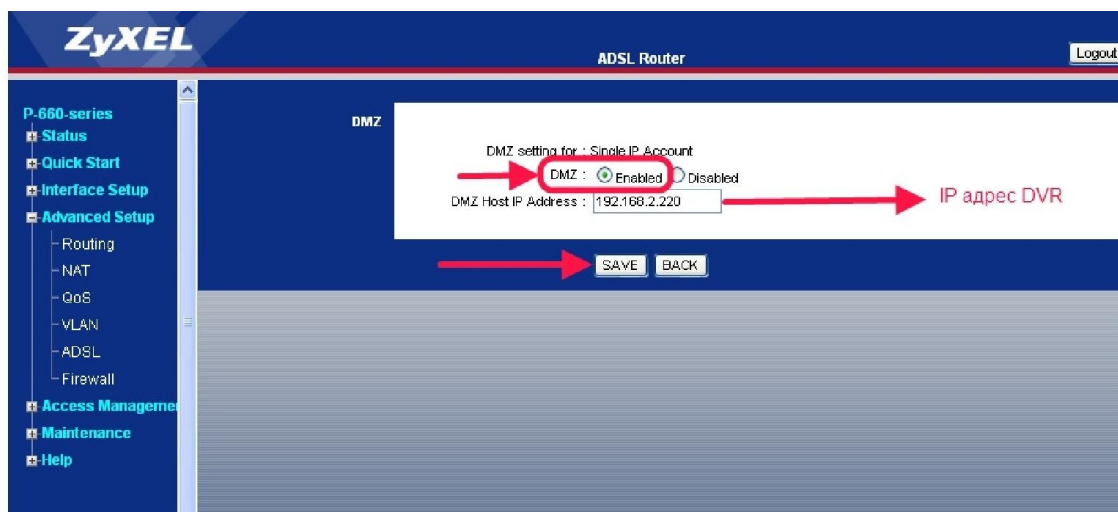 ZyXEL
ADSL Router
Logout
P-660-series
Status
Quick Start
Interface Setup
Advanced Setup
Routing
NAT
QoS
VLAN
ADSL
Firewall
Access Managemen
Maintenance
Help
DMZ
DMZ setting for : Single IP Account
DMZ : Enabled Disabled
DMZ Host IP Address : 192.168.2.220
IP адрес DVR
SAVE BACK